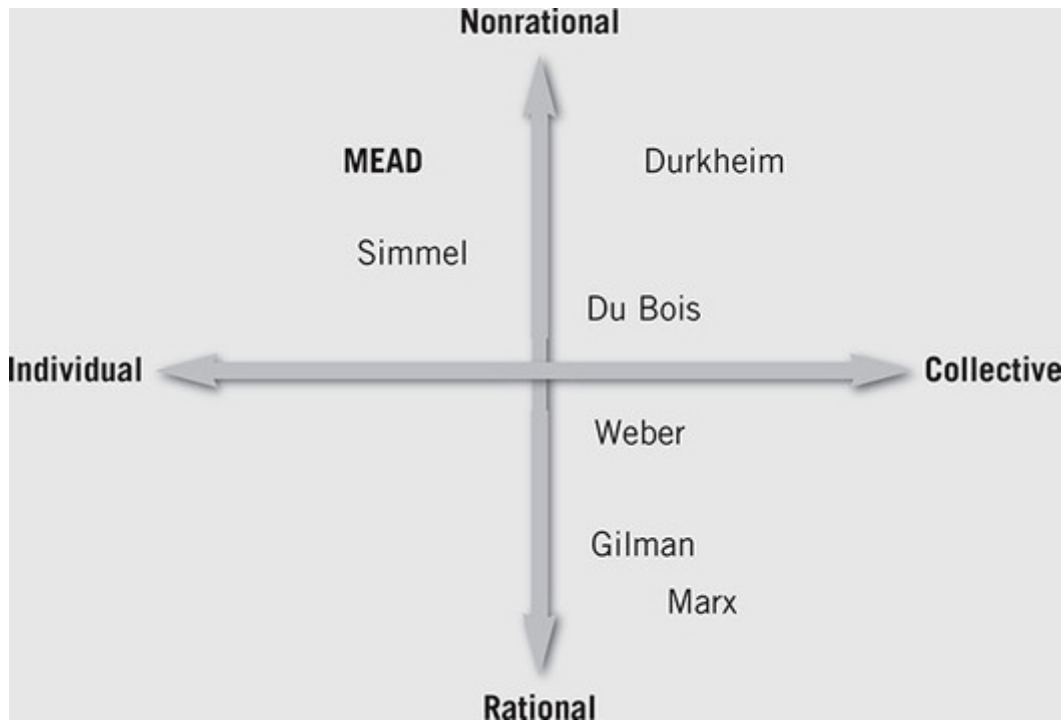 Nonrational
MEAD Durkheim
Simmel
Du Bois
Individual Collective
Weber
Gilman
Marx
Rational